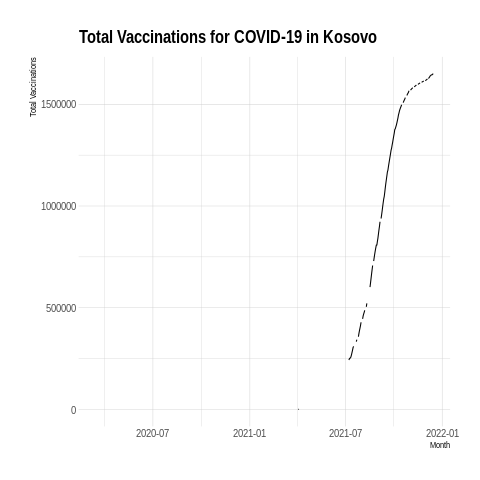 Total Vaccinations for COVID-19 in Kosovo
Total Vaccinations
1500000
1000000
500000
0
2020-07
2021-01
2021-07
2022-01
Month